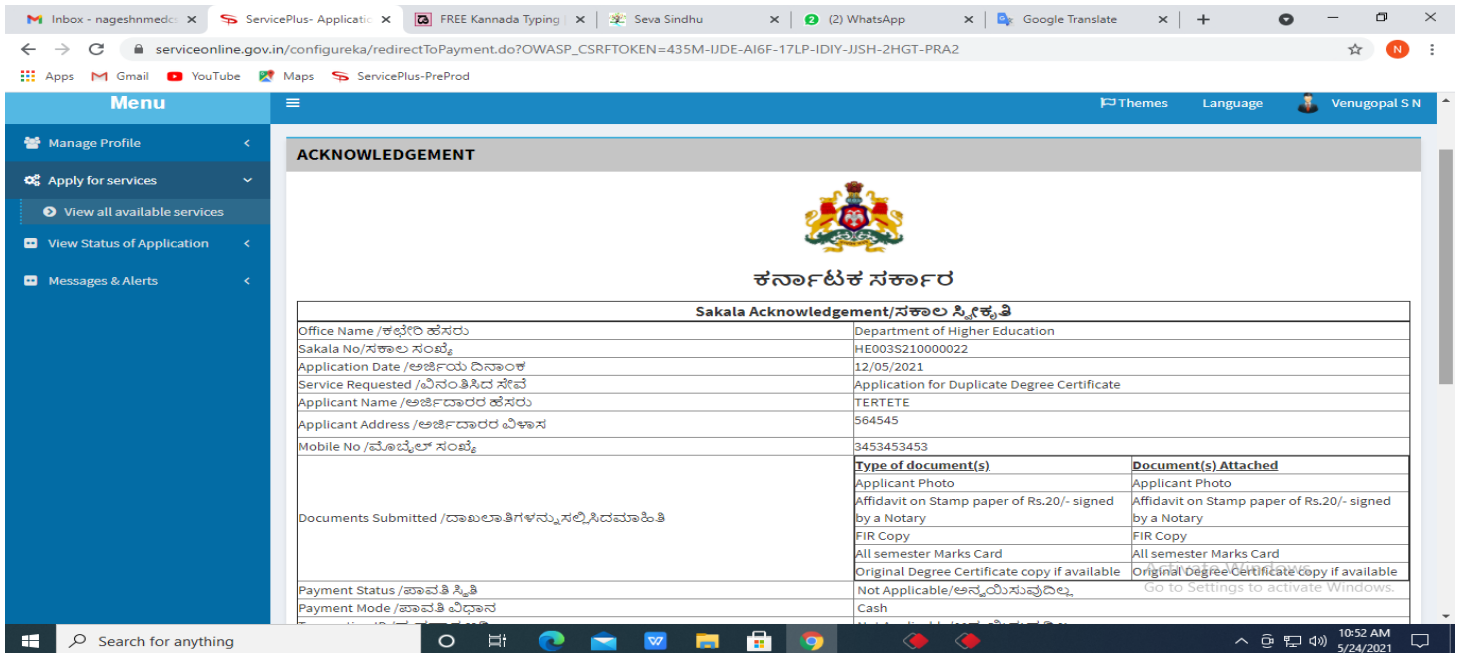 Inbox - nageshnmedcs
ServicePlus- Applicatic
FREE Kannada Typing
Seva Sindhu
(2) WhatsApp
Google Translate
serviceonline.gov.in/configureka/redirectToPayment.do?OWASP_CSRFTOKEN=435M-IJDE-AI6F-17LP-IDIY-JJSH-2HGT-PRA2
N
Apps Gmail YouTube Maps ServicePlus-PreProd
Menu
Themes Language Venugopal S N
Manage Profile
Apply for services
View all available services
View Status of Application
Messages & Alerts
ACKNOWLEDGEMENT
ಕರ್ನಾಟಕ ಸರ್ಕಾರ
Sakala Acknowledgement/ಸಕಾಲ ಸ್ವೀಕೃತಿ
Office Name /ಕಛೇರಿ ಹೆಸರು Department of Higher Education
Sakala No/ಸಕಾಲ ಸಂಖ್ಯೆ HE003S210000022
Application Date /ಅರ್ಜಿಯ ದಿನಾಂಕ 12/05/2021
Service Requested /ವಿನಂತಿಸಿದ ಸೇವೆ Application for Duplicate Degree Certificate
Applicant Name /ಅರ್ಜಿದಾರರ ಹೆಸರು TERTETE
Applicant Address /ಅರ್ಜಿದಾರರ ವಿಳಾಸ 564545
Mobile No /ಮೊಬೈಲ್ ಸಂಖ್ಯೆ 3453453453
Documents Submitted /ದಾಖಲಾತಿಗಳನ್ನು ಸಲ್ಲಿಸಿದಮಾಹಿತಿ
Type of document(s) Document(s) Attached
Applicant Photo Applicant Photo
Affidavit on Stamp paper of Rs.20/- signed Affidavit on Stamp paper of Rs.20/- signed
by a Notary by a Notary
FIR Copy FIR Copy
All semester Marks Card All semester Marks Card
Original Degree Certificate copy if available Original Degree Certificate copy if available
Payment Status /ಪಾವತಿ ಸ್ಥಿತಿ Not Applicable/ಅನ್ವಯಿಸುವುದಿಲ್ಲ
Payment Mode /ಪಾವತಿ ವಿಧಾನ Cash
Activate Windows
Go to Settings to activate Windows.
Search for anything
10:52 AM
5/24/2021